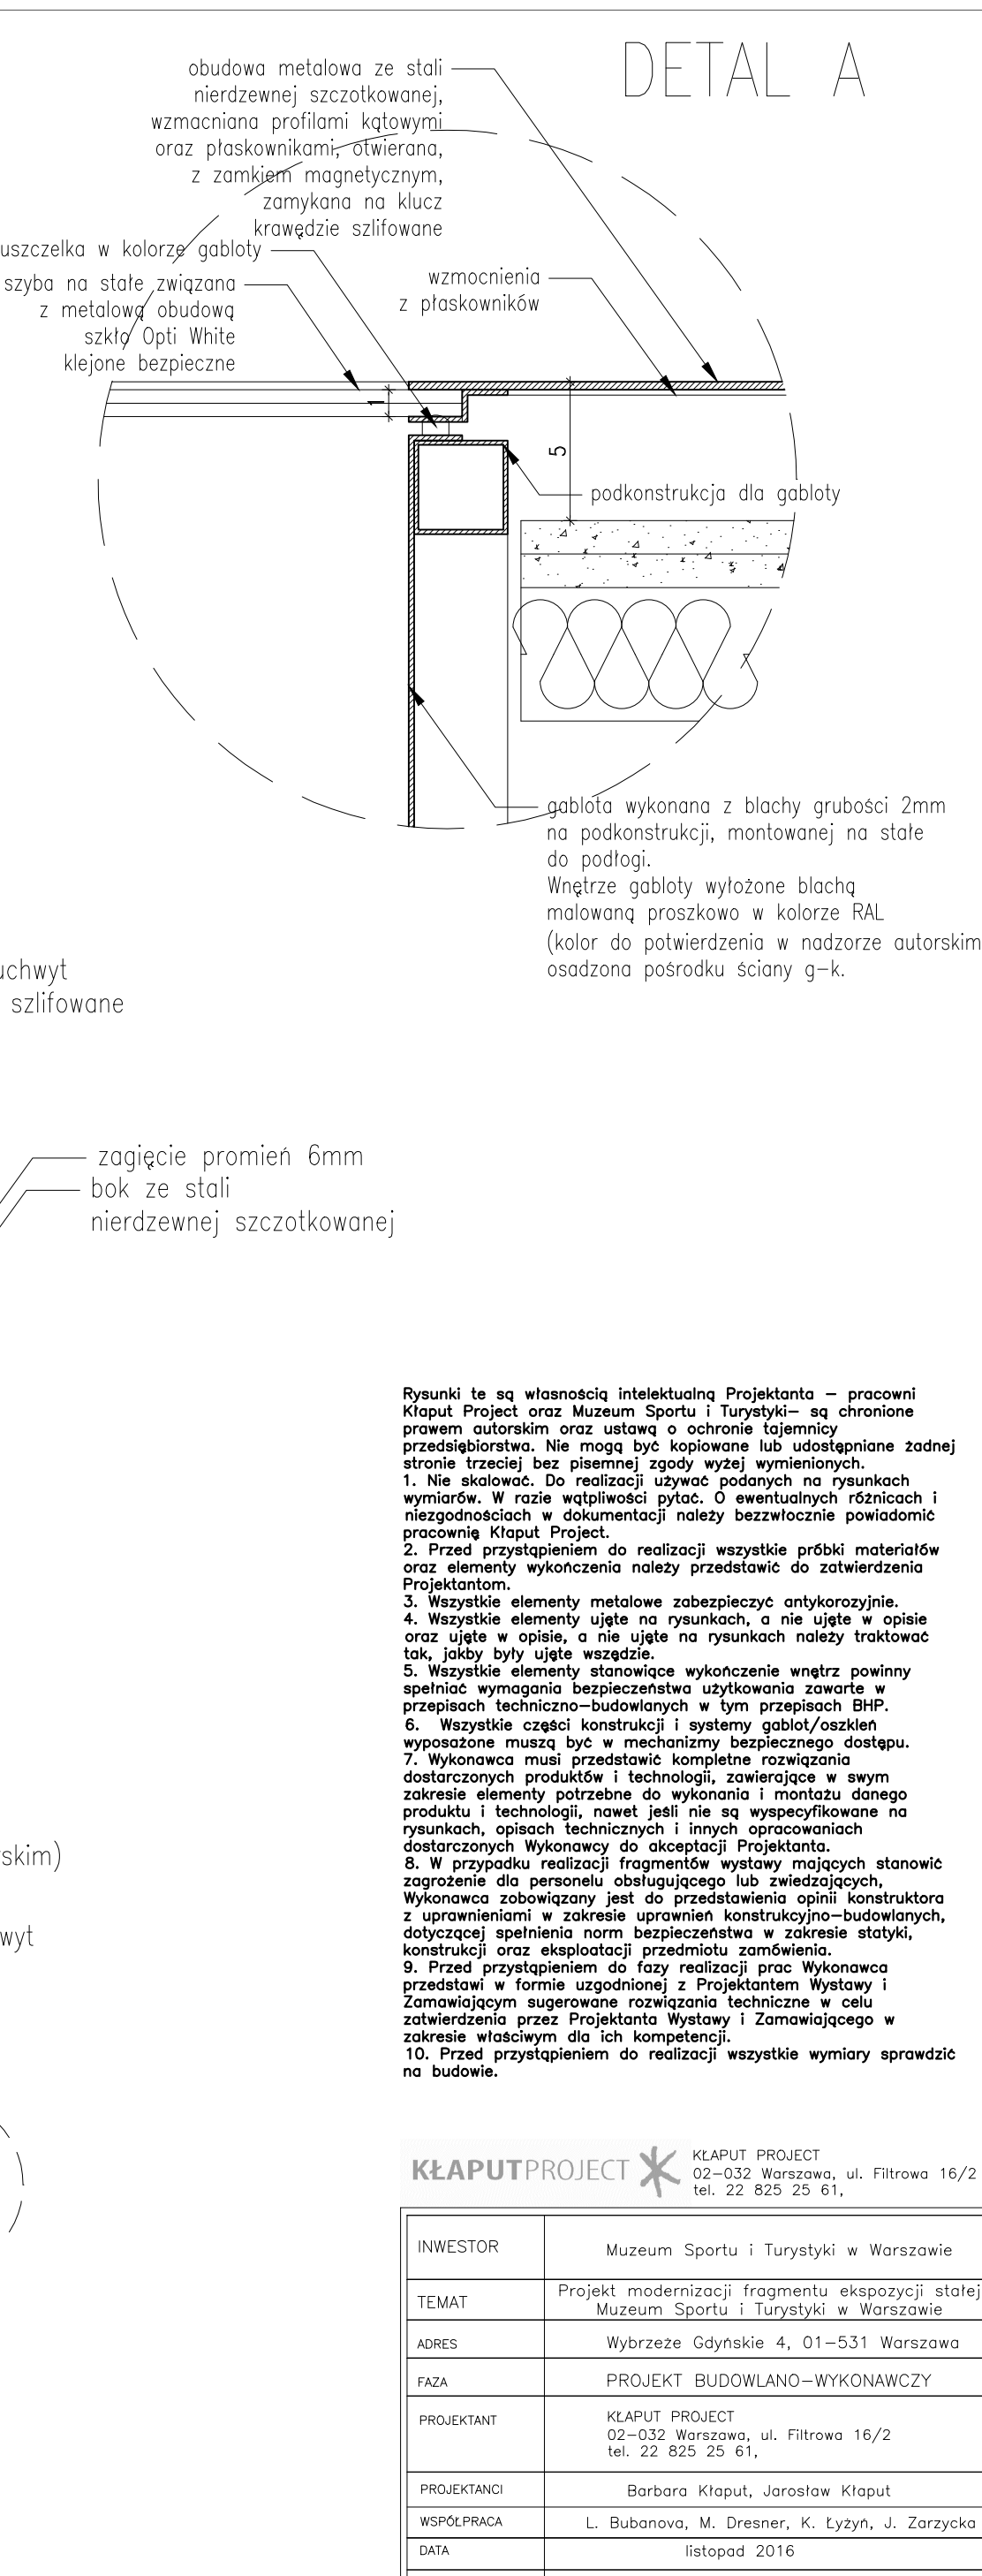 DETAL A
obudowa metalowa ze stali
nierdzewnej szczotkowanej,
wzmacniana profilami kątowymi
oraz płaskownikami, otwierana,
z zamkiem magnetycznym,
zamykana na klucz
krawędzie szlifowane
uszczelka w kolorze gabloty
szyba na stałe związana
z metalową obudową
szkło Opti White
klejone bezpieczne
wzmocnienia
z płaskowników
1
5
podkonstrukcja dla gabloty
gablota wykonana z blachy grubości 2mm
na podkonstrukcji, montowanej na stałe
do podłogi.
Wnętrze gabloty wyłożone blachą
malowaną proszkowo w kolorze RAL
(kolor do potwierdzenia w nadzorze autorskim
osadzona pośrodku ściany g-k.
uchwyt
szlifowane
zagięcie promień 6mm
bok ze stali
nierdzewnej szczotkowanej
Rysunki te są własnością intelektualną Projektanta – pracowni
Kłaput Project oraz Muzeum Sportu i Turystyki– są chronione
prawem autorskim oraz ustawą o ochronie tajemnicy
przedsiębiorstwa. Nie mogą być kopiowane lub udostępniane żadnej
stronie trzeciej bez pisemnej zgody wyżej wymienionych.
1. Nie skalować. Do realizacji używać podanych na rysunkach
wymiarów. W razie wątpliwości pytać. O ewentualnych różnicach i
niezgodnościach w dokumentacji należy bezzwłocznie powiadomić
pracownię Kłaput Project.
2. Przed przystąpieniem do realizacji wszystkie próbki materiałów
oraz elementy wykończenia należy przedstawić do zatwierdzenia
Projektantom.
3. Wszystkie elementy metalowe zabezpieczyć antykorozyjnie.
4. Wszystkie elementy ujęte na rysunkach, a nie ujęte w opisie
oraz ujęte w opisie, a nie ujęte na rysunkach należy traktować
tak, jakby były ujęte wszędzie.
5. Wszystkie elementy stanowiące wykończenie wnętrz powinny
spełniać wymagania bezpieczeństwa użytkowania zawarte w
przepisach techniczno–budowlanych w tym przepisach BHP.
6. Wszystkie części konstrukcji i systemy gablot/oszkleń
wyposażone muszą być w mechanizmy bezpiecznego dostępu.
7. Wykonawca musi przedstawić kompletne rozwiązania
dostarczonych produktów i technologii, zawierające w swym
zakresie elementy potrzebne do wykonania i montażu danego
produktu i technologii, nawet jeśli nie są wyspecyfikowane na
rysunkach, opisach technicznych i innych opracowaniach
dostarczonych Wykonawcy do akceptacji Projektanta.
8. W przypadku realizacji fragmentów wystawy mających stanowić
zagrożenie dla personelu obsługującego lub zwiedzających,
Wykonawca zobowiązany jest do przedstawienia opinii konstruktora
z uprawnieniami w zakresie uprawnień konstrukcyjno–budowlanych,
dotyczącej spełnienia norm bezpieczeństwa w zakresie statyki,
konstrukcji oraz eksploatacji przedmiotu zamówienia.
9. Przed przystąpieniem do fazy realizacji prac Wykonawca
przedstawi w formie uzgodnionej z Projektantem Wystawy i
Zamawiającym sugerowane rozwiązania techniczne w celu
zatwierdzenia przez Projektanta Wystawy i Zamawiającego w
zakresie właściwym dla ich kompetencji.
10. Przed przystąpieniem do realizacji wszystkie wymiary sprawdzić
na budowie.
skim)
wyt
KŁAPUTPROJECT
KŁAPUT PROJECT
02–032 Warszawa, ul. Filtrowa 16/2
tel. 22 825 25 61,
INWESTOR Muzeum Sportu i Turystyki w Warszawie
TEMAT Projekt modernizacji fragmentu ekspozycji stałej
Muzeum Sportu i Turystyki w Warszawie
ADRES Wybrzeże Gdyńskie 4, 01–531 Warszawa
FAZA PROJEKT BUDOWLANO–WYKONAWCZY
PROJEKTANT KŁAPUT PROJECT
02–032 Warszawa, ul. Filtrowa 16/2
tel. 22 825 25 61,
PROJEKTANCI Barbara Kłaput, Jarosław Kłaput
WSPÓŁPRACA L. Bubanova, M. Dresner, K. Łyżyń, J. Zarzycka
DATA listopad 2016